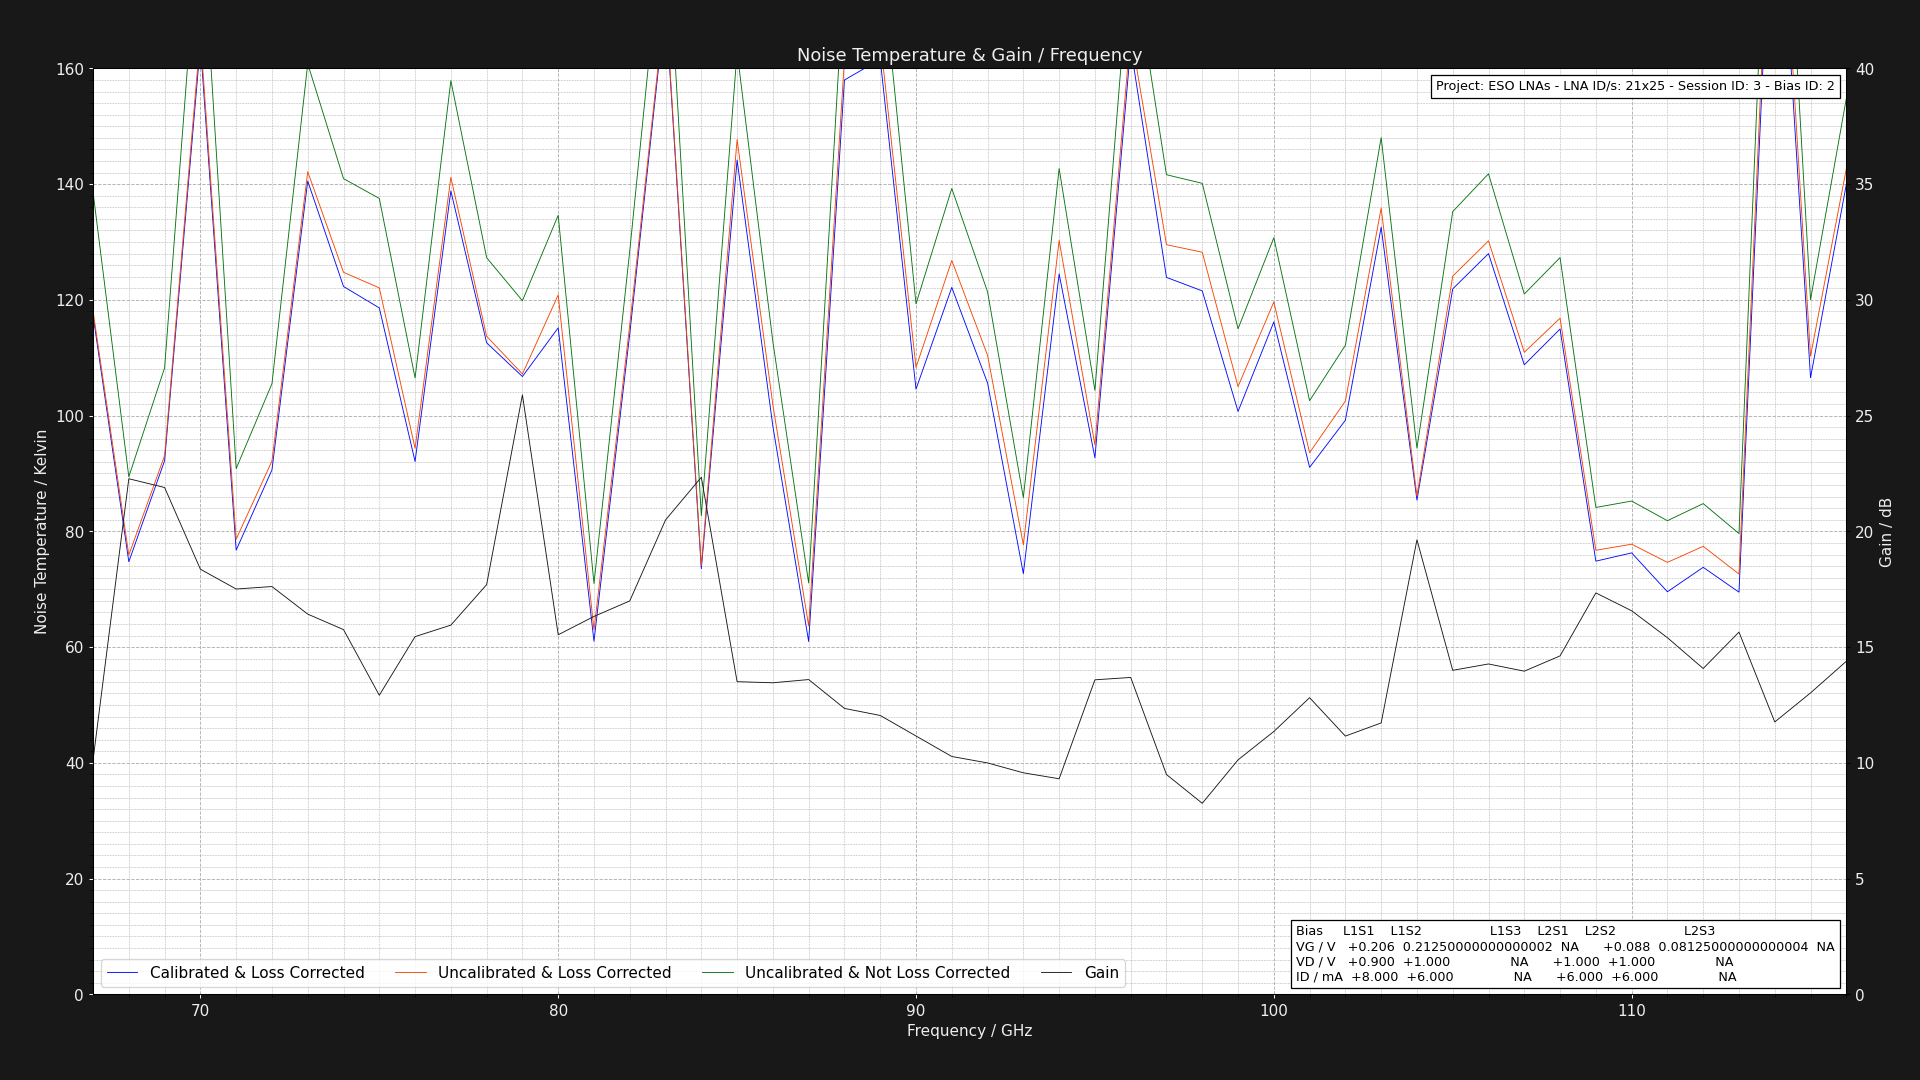 Noise Temperature & Gain / Frequency
Project: ESO LNAs - LNA ID/s: 21x25 - Session ID: 3 - Bias ID: 2
160
140
120
100
80
60
40
20
0
Noise Temperature / Kelvin
40
35
30
25
20
15
10
5
0
Gain / dB
Bias L1S1 L1S2 L1S3 L2S1 L2S2 L2S3
VG / V +0.206 0.21250000000000002 NA +0.088 0.08125000000000004 NA
VD / V +0.900 +1.000 NA +1.000 +1.000 NA
ID / mA +8.000 +6.000 NA +6.000 +6.000 NA
Calibrated & Loss Corrected Uncalibrated & Loss Corrected Uncalibrated & Not Loss Corrected Gain
70 80 90 100 110
Frequency / GHz